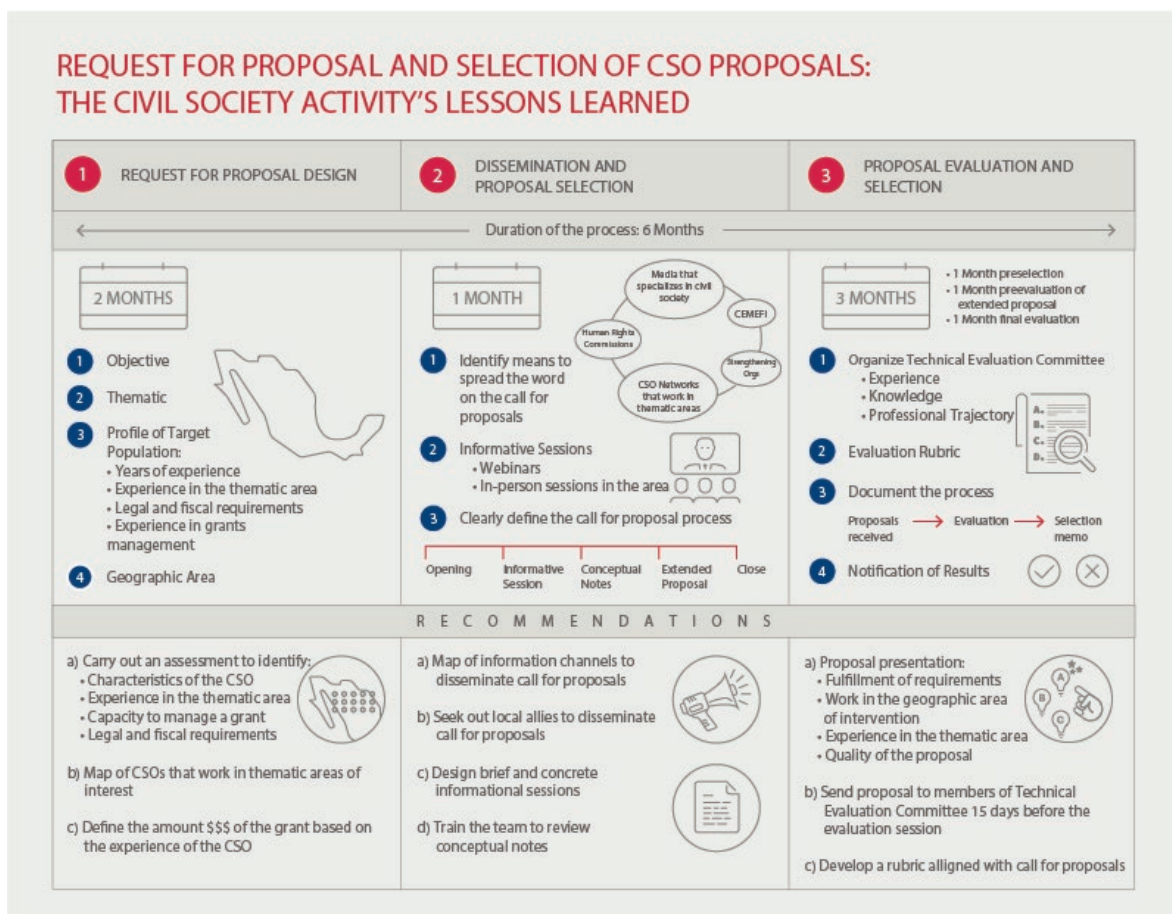 REQUEST FOR PROPOSAL AND SELECTION OF CSO PROPOSALS:
THE CIVIL SOCIETY ACTIVITY'S LESSONS LEARNED
1 REQUEST FOR PROPOSAL DESIGN
2 DISSEMINATION AND
PROPOSAL SELECTION
3 PROPOSAL EVALUATION AND
SELECTION
Duration of the process: 6 Months
2 MONTHS
1 Objective
2 Thematic
3 Profile of Target
Population:
• Years of experience
• Experience in the thematic area
• Legal and fiscal requirements
• Experience in grants
management
4 Geographic Area
1 MONTH
Media that
specializes in civil
society
CEMEFI
Human Rights
Commissions
Strengthening
Orgs
CSO Networks
that work in
thematic areas
1 Identify means to
spread the word
on the call for
proposals
2 Informative Sessions
• Webinars
• In-person sessions in the area
3 Clearly define the call for proposal process
Opening
Informative
Session
Conceptual
Notes
Extended
Proposal
Close
3 MONTHS
• 1 Month preselection
• 1 Month preevaluation of
extended proposal
• 1 Month final evaluation
1 Organize Technical Evaluation Committee
• Experience
• Knowledge
• Professional Trajectory
A.
B.
C.
D.
2 Evaluation Rubric
3 Document the process
Proposals
received
Evaluation
Selection
memo
4 Notification of Results
RECOMMENDATIONS
a) Carry out an assessment to identify:
• Characteristics of the CSO
• Experience in the thematic area
• Capacity to manage a grant
• Legal and fiscal requirements
b) Map of CSOs that work in thematic areas of
interest
c) Define the amount $$$ of the grant based on
the experience of the CSO
a) Map of information channels to
disseminate call for proposals
b) Seek out local allies to disseminate
call for proposals
c) Design brief and concrete
informational sessions
d) Train the team to review
conceptual notes
a) Proposal presentation:
• Fulfillment of requirements
• Work in the geographic area
of intervention
• Experience in the thematic area
• Quality of the proposal
A
B
C
b) Send proposal to members of Technical
Evaluation Committee 15 days before the
evaluation session
c) Develop a rubric alligned with call for proposals